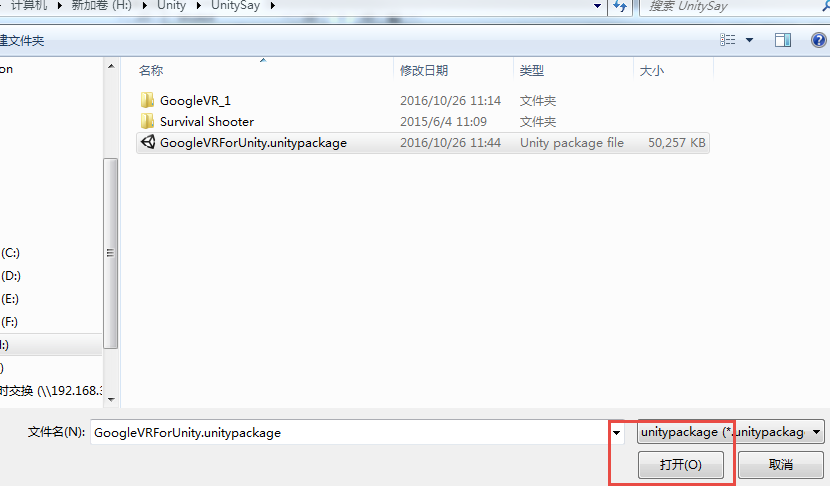 计算机 新加卷 (H:) Unity UnitySay 搜索 UnitySay
建文件夹
on
名称 修改日期 类型 大小
GoogleVR_1 2016/10/26 11:14 文件夹
Survival Shooter 2015/6/4 11:09 文件夹
GoogleVRForUnity.unitypackage 2016/10/26 11:44 Unity package file 50,257 KB
(C:)
(D:)
(E:)
(F:)
:)
)
时交换 (\\192.168.3
文件名(N): GoogleVRForUnity.unitypackage unitypackage (*.unitypackag
打开(O) 取消